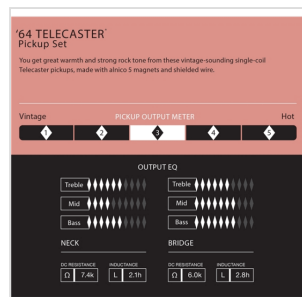 '64 TELECASTER®
Pickup Set
You get great warmth and strong rock tone from these vintage-sounding single-coil
Telecaster pickups, made with alnico 5 magnets and shielded wire.
Vintage PICKUP OUTPUT METER Hot
1 2 3 4 5
OUTPUT EQ
Treble Treble
Mid Mid
Bass Bass
NECK BRIDGE
DC RESISTANCE INDUCTANCE DC RESISTANCE INDUCTANCE
Ω 7.4k L 2.1h Ω 6.0k L 2.8h